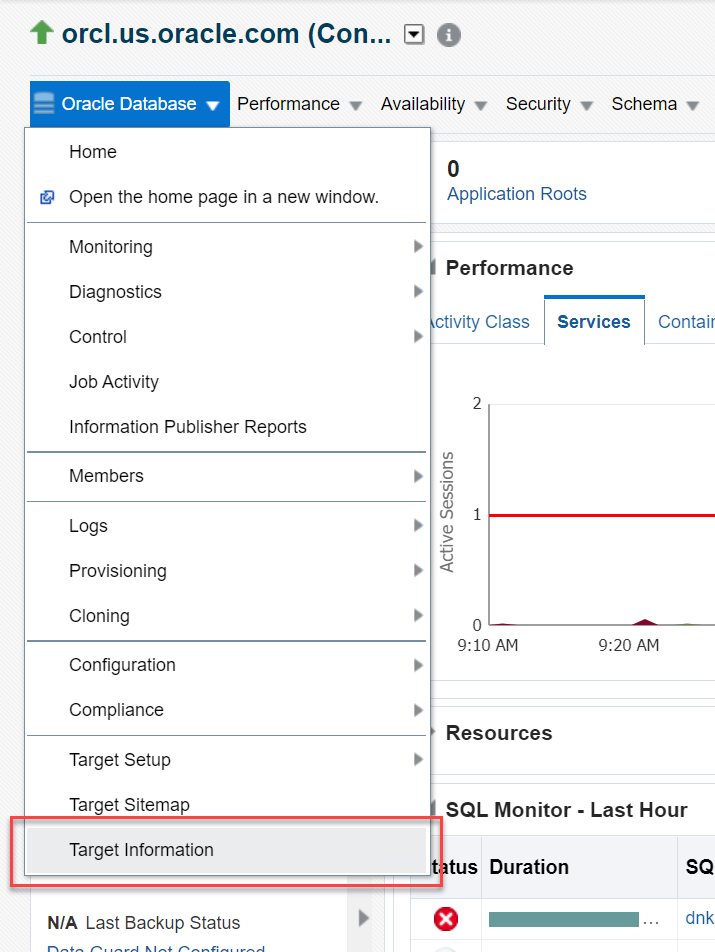 orcl.us.oracle.com (Con...
Oracle Database Performance Availability Security Schema
Home
Open the home page in a new window.
Monitoring
Diagnostics
Control
Job Activity
Information Publisher Reports
Members
Logs
Provisioning
Cloning
Configuration
Compliance
Target Setup
Target Sitemap
Target Information
N/A Last Backup Status
Data Guard Not Configured
0
Application Roots
Performance
Activity Class Services Contain
Active Sessions
2
1
0
9:10 AM 9:20 AM
Resources
SQL Monitor - Last Hour
tatus Duration SQ
... dnk